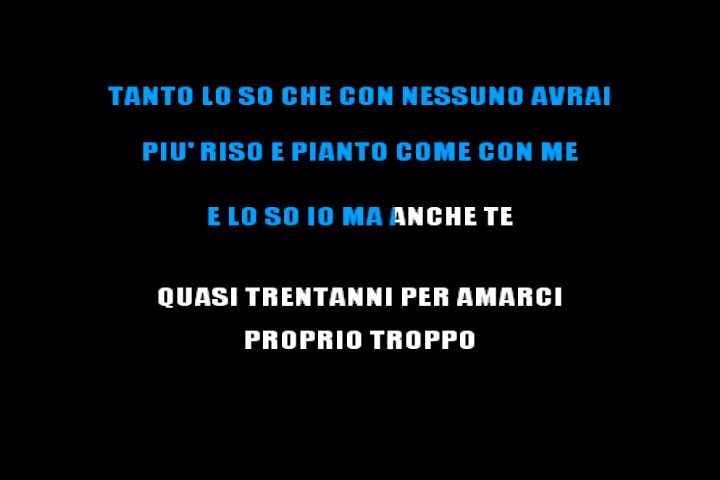 TANTO LO SO CHE CON NESSUNO AVRAI
PIU' RISO E PIANTO COME CON ME
E LO SO IO MA ANCHE TE
QUASI TRENTANNI PER AMARCI
PROPRIO TROPPO